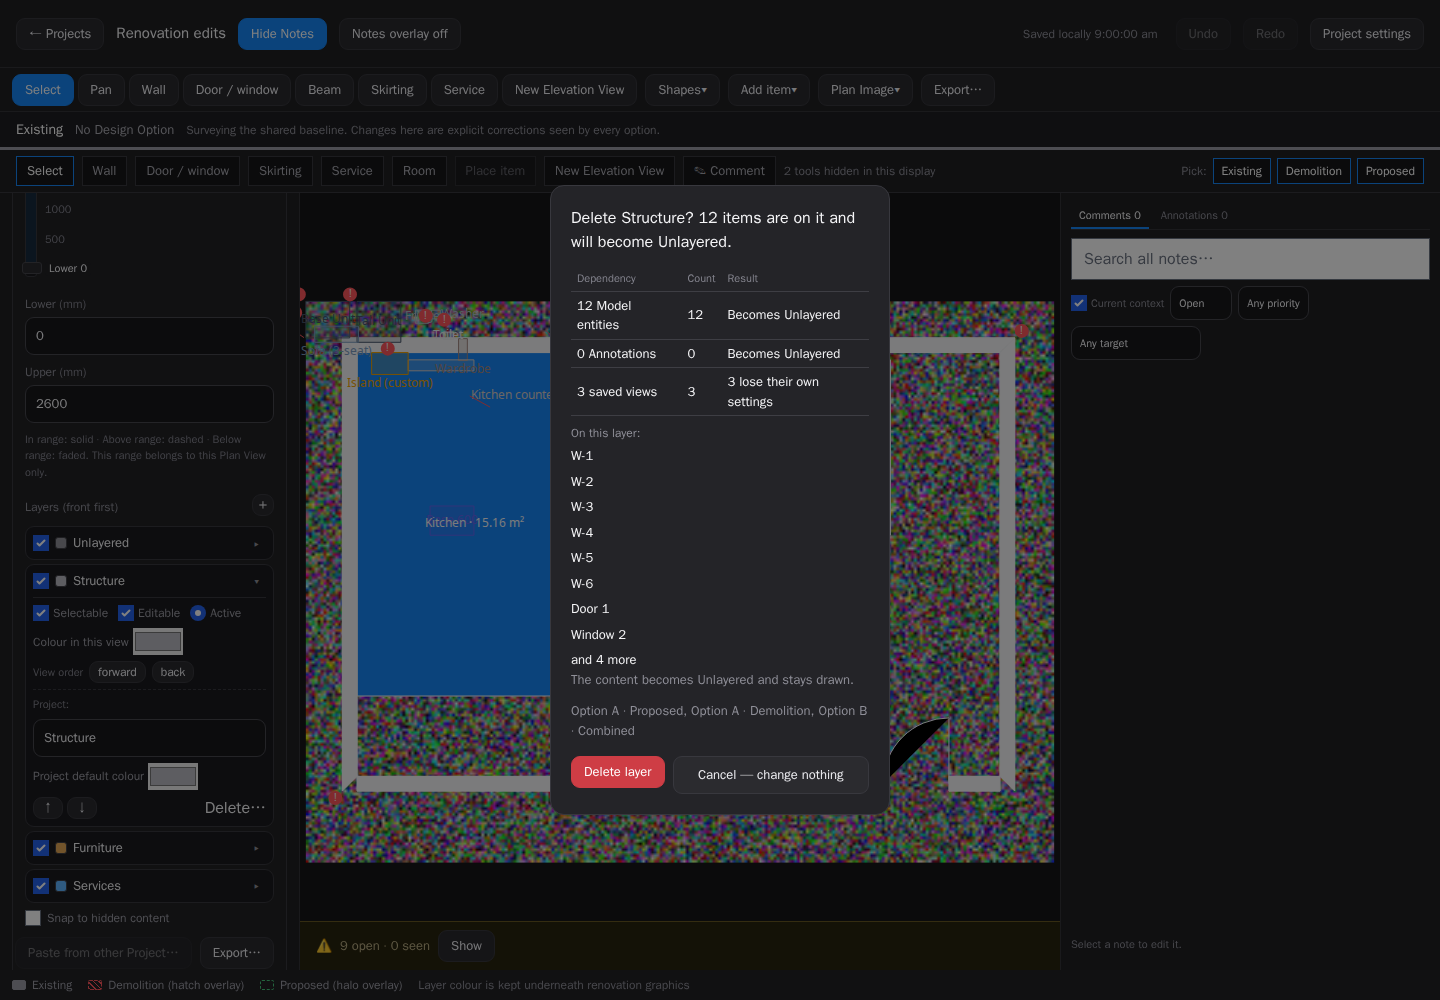 ← Projects
Renovation edits
Hide Notes
Notes overlay off
Saved locally 9:00:00 am
Undo
Redo
Project settings
Select
Pan
Wall
Door / window
Beam
Skirting
Service
New Elevation View
Shapes▾
Add item▾
Plan Image▾
Export···
Existing
No Design Option
Surveying the shared baseline. Changes here are explicit corrections seen by every option.
Select
Wall
Door / window
Skirting
Service
Room
Place item
New Elevation View
✎ Comment
2 tools hidden in this display
Pick:
Existing
Demolition
Proposed
1000
500
Lower 0
Lower (mm)
0
Upper (mm)
2600
In range: solid · Above range: dashed · Below
range: faded. This range belongs to this Plan View
only.
Layers (front first)
+
Unlayered
Structure
Selectable
Editable
Active
Colour in this view
View order
forward
back
Project:
Structure
Project default colour
↑
↓
Delete···
Furniture
Services
Snap to hidden content
Paste from other Project···
Export···
Toilet
Wardrobe
Island (custom)
Kitchen counte
Kitchen · 15.16 m²
Delete Structure? 12 items are on it and
will become Unlayered.
Dependency
Count
Result
12 Model
entities
12
Becomes Unlayered
0 Annotations
0
Becomes Unlayered
3 saved views
3
3 lose their own
settings
On this layer:
W-1
W-2
W-3
W-4
W-5
W-6
Door 1
Window 2
and 4 more
The content becomes Unlayered and stays drawn.
Option A · Proposed, Option A · Demolition, Option B
· Combined
Delete layer
Cancel — change nothing
9 open · 0 seen
Show
Comments 0
Annotations 0
Search all notes···
Current context
Open
Any priority
Any target
Select a note to edit it.
Existing
Demolition (hatch overlay)
Proposed (halo overlay)
Layer colour is kept underneath renovation graphics